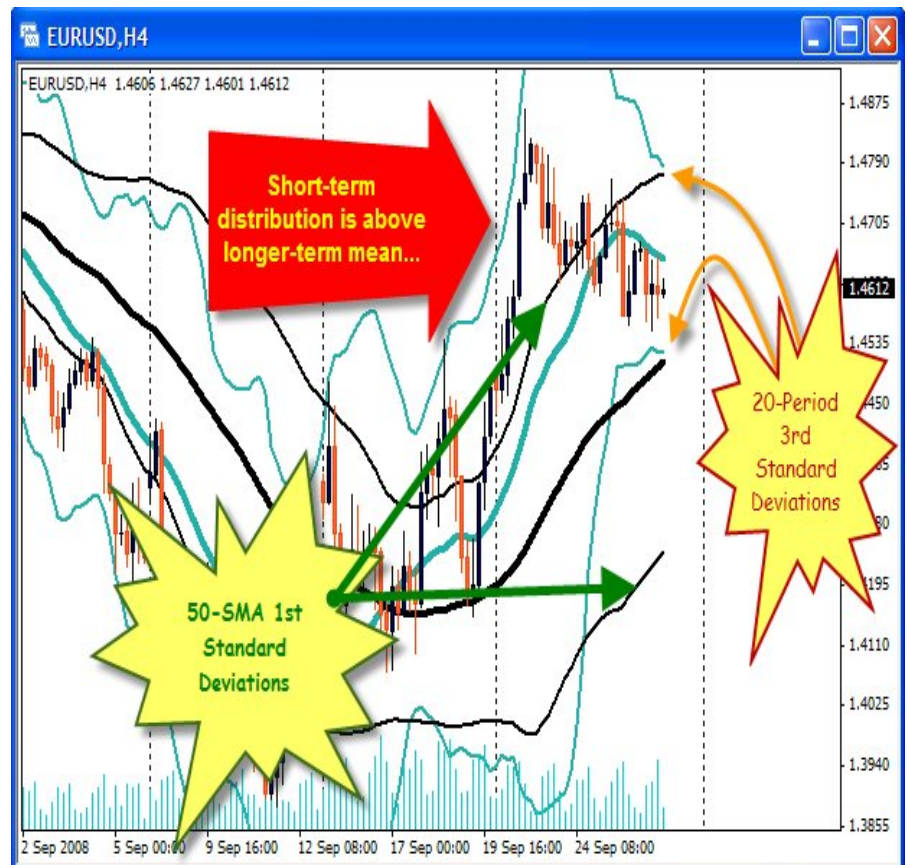 EURUSD,H4
EURUSD,H4 1.4606 1.4627 1.4601 1.4612
Short-term
distribution is above
longer-term mean...
1.4875
1.4790
1.4705
1.4612
1.4535
20-Period
3rd
Standard
Deviations
50-SMA 1st
Standard
Deviations
1.4195
1.4110
1.4025
1.3940
1.3855
2 Sep 2008 5 Sep 00:00 9 Sep 16:00 12 Sep 08:00 17 Sep 00:00 19 Sep 16:00 24 Sep 08:00